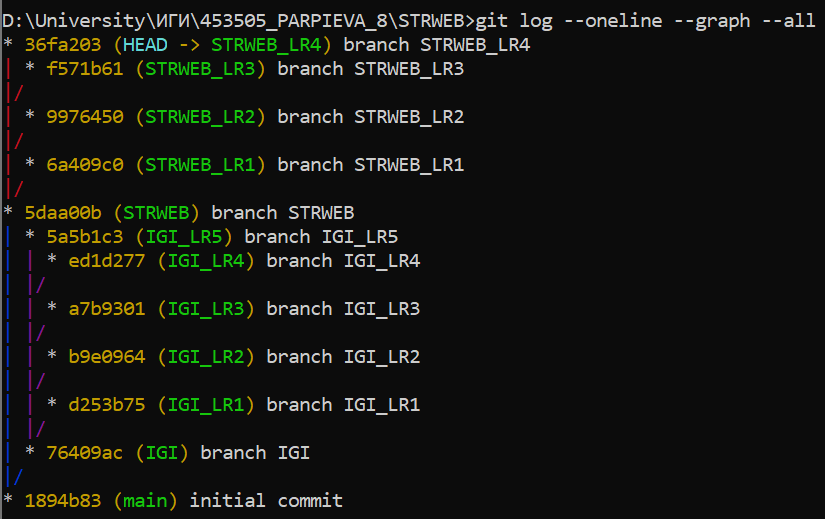 D:\University\ИГИ\453505_PARPIEVA_8\STRWEB>git log --oneline --graph --all
* 36fa203 (HEAD -> STRWEB_LR4) branch STRWEB_LR4
| * f571b61 (STRWEB_LR3) branch STRWEB_LR3
|/
| * 9976450 (STRWEB_LR2) branch STRWEB_LR2
|/
| * 6a409c0 (STRWEB_LR1) branch STRWEB_LR1
|/
* 5daa00b (STRWEB) branch STRWEB
| * 5a5b1c3 (IGI_LR5) branch IGI_LR5
| | * ed1d277 (IGI_LR4) branch IGI_LR4
| |/
| | * a7b9301 (IGI_LR3) branch IGI_LR3
| |/
| | * b9e0964 (IGI_LR2) branch IGI_LR2
| |/
| | * d253b75 (IGI_LR1) branch IGI_LR1
| |/
| * 76409ac (IGI) branch IGI
|/
* 1894b83 (main) initial commit